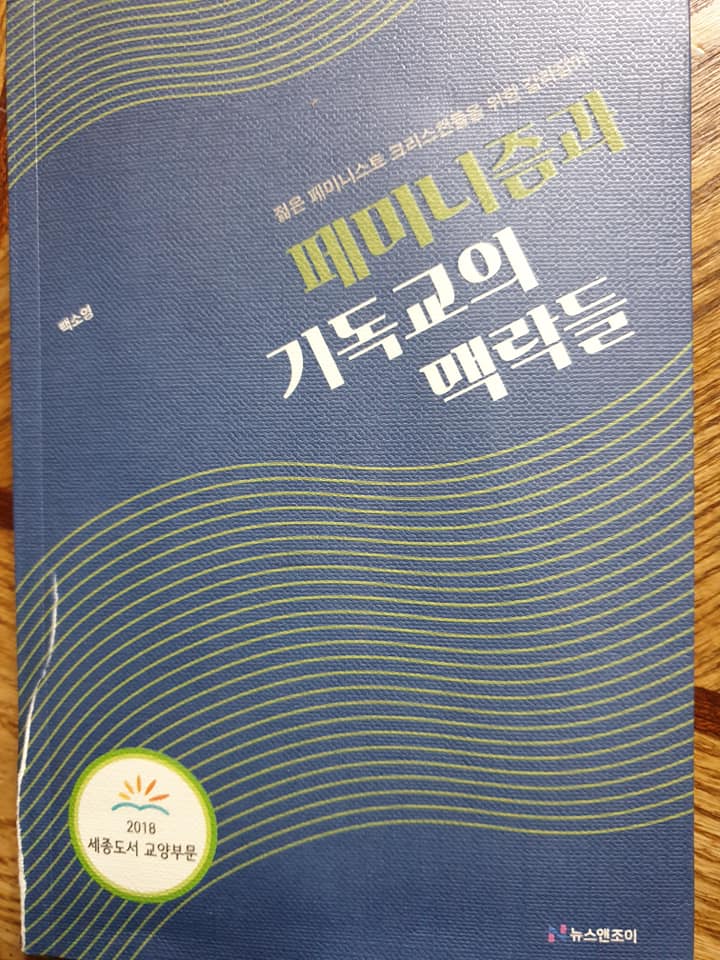 젊은 페미니스트 크리스천들을 위한 길라잡이
페미니즘과
기독교의
맥락들
백소영
2018
세종도서 교양부문
뉴스앤조이